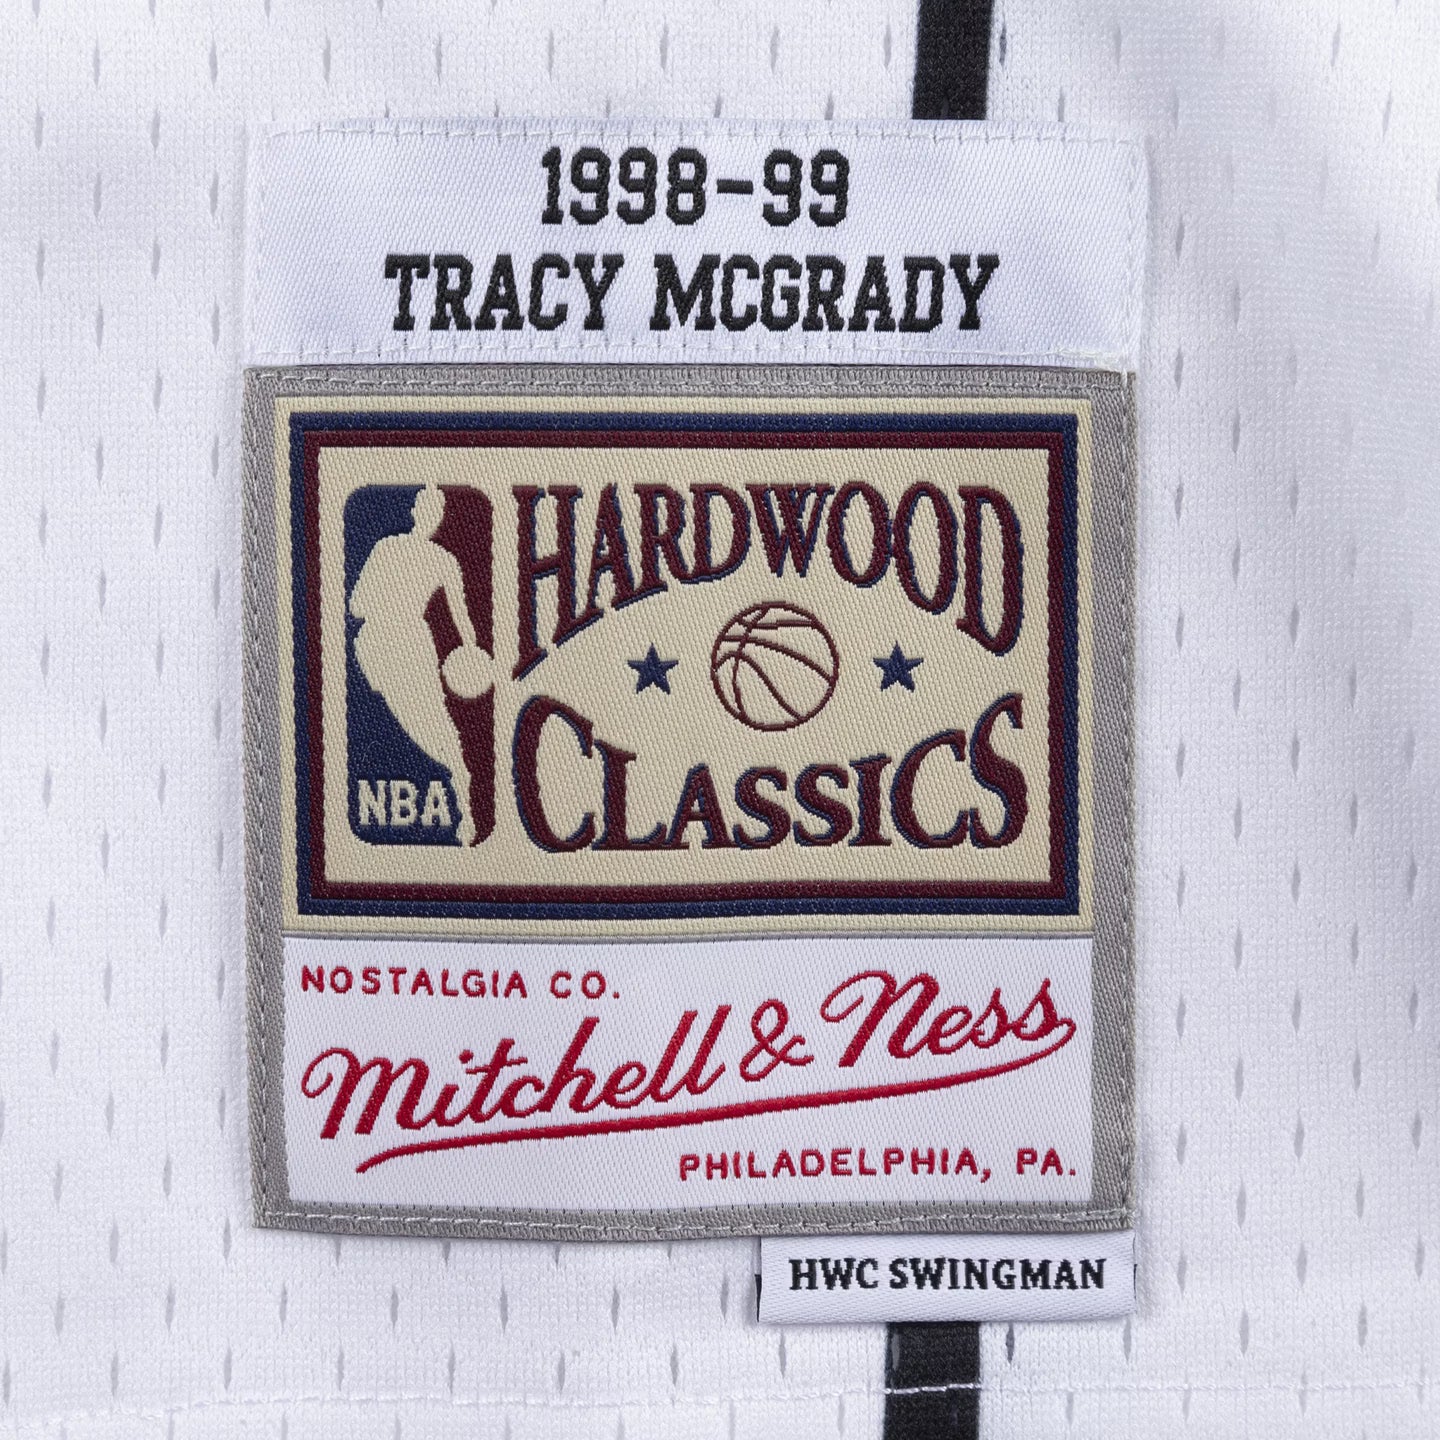 1998-99
TRACY MCGRADY
HARDWOOD
CLASSICS
NBA
NOSTALGIA CO.
Mitchell & Ness
PHILADELPHIA, PA.
HWC SWINGMAN